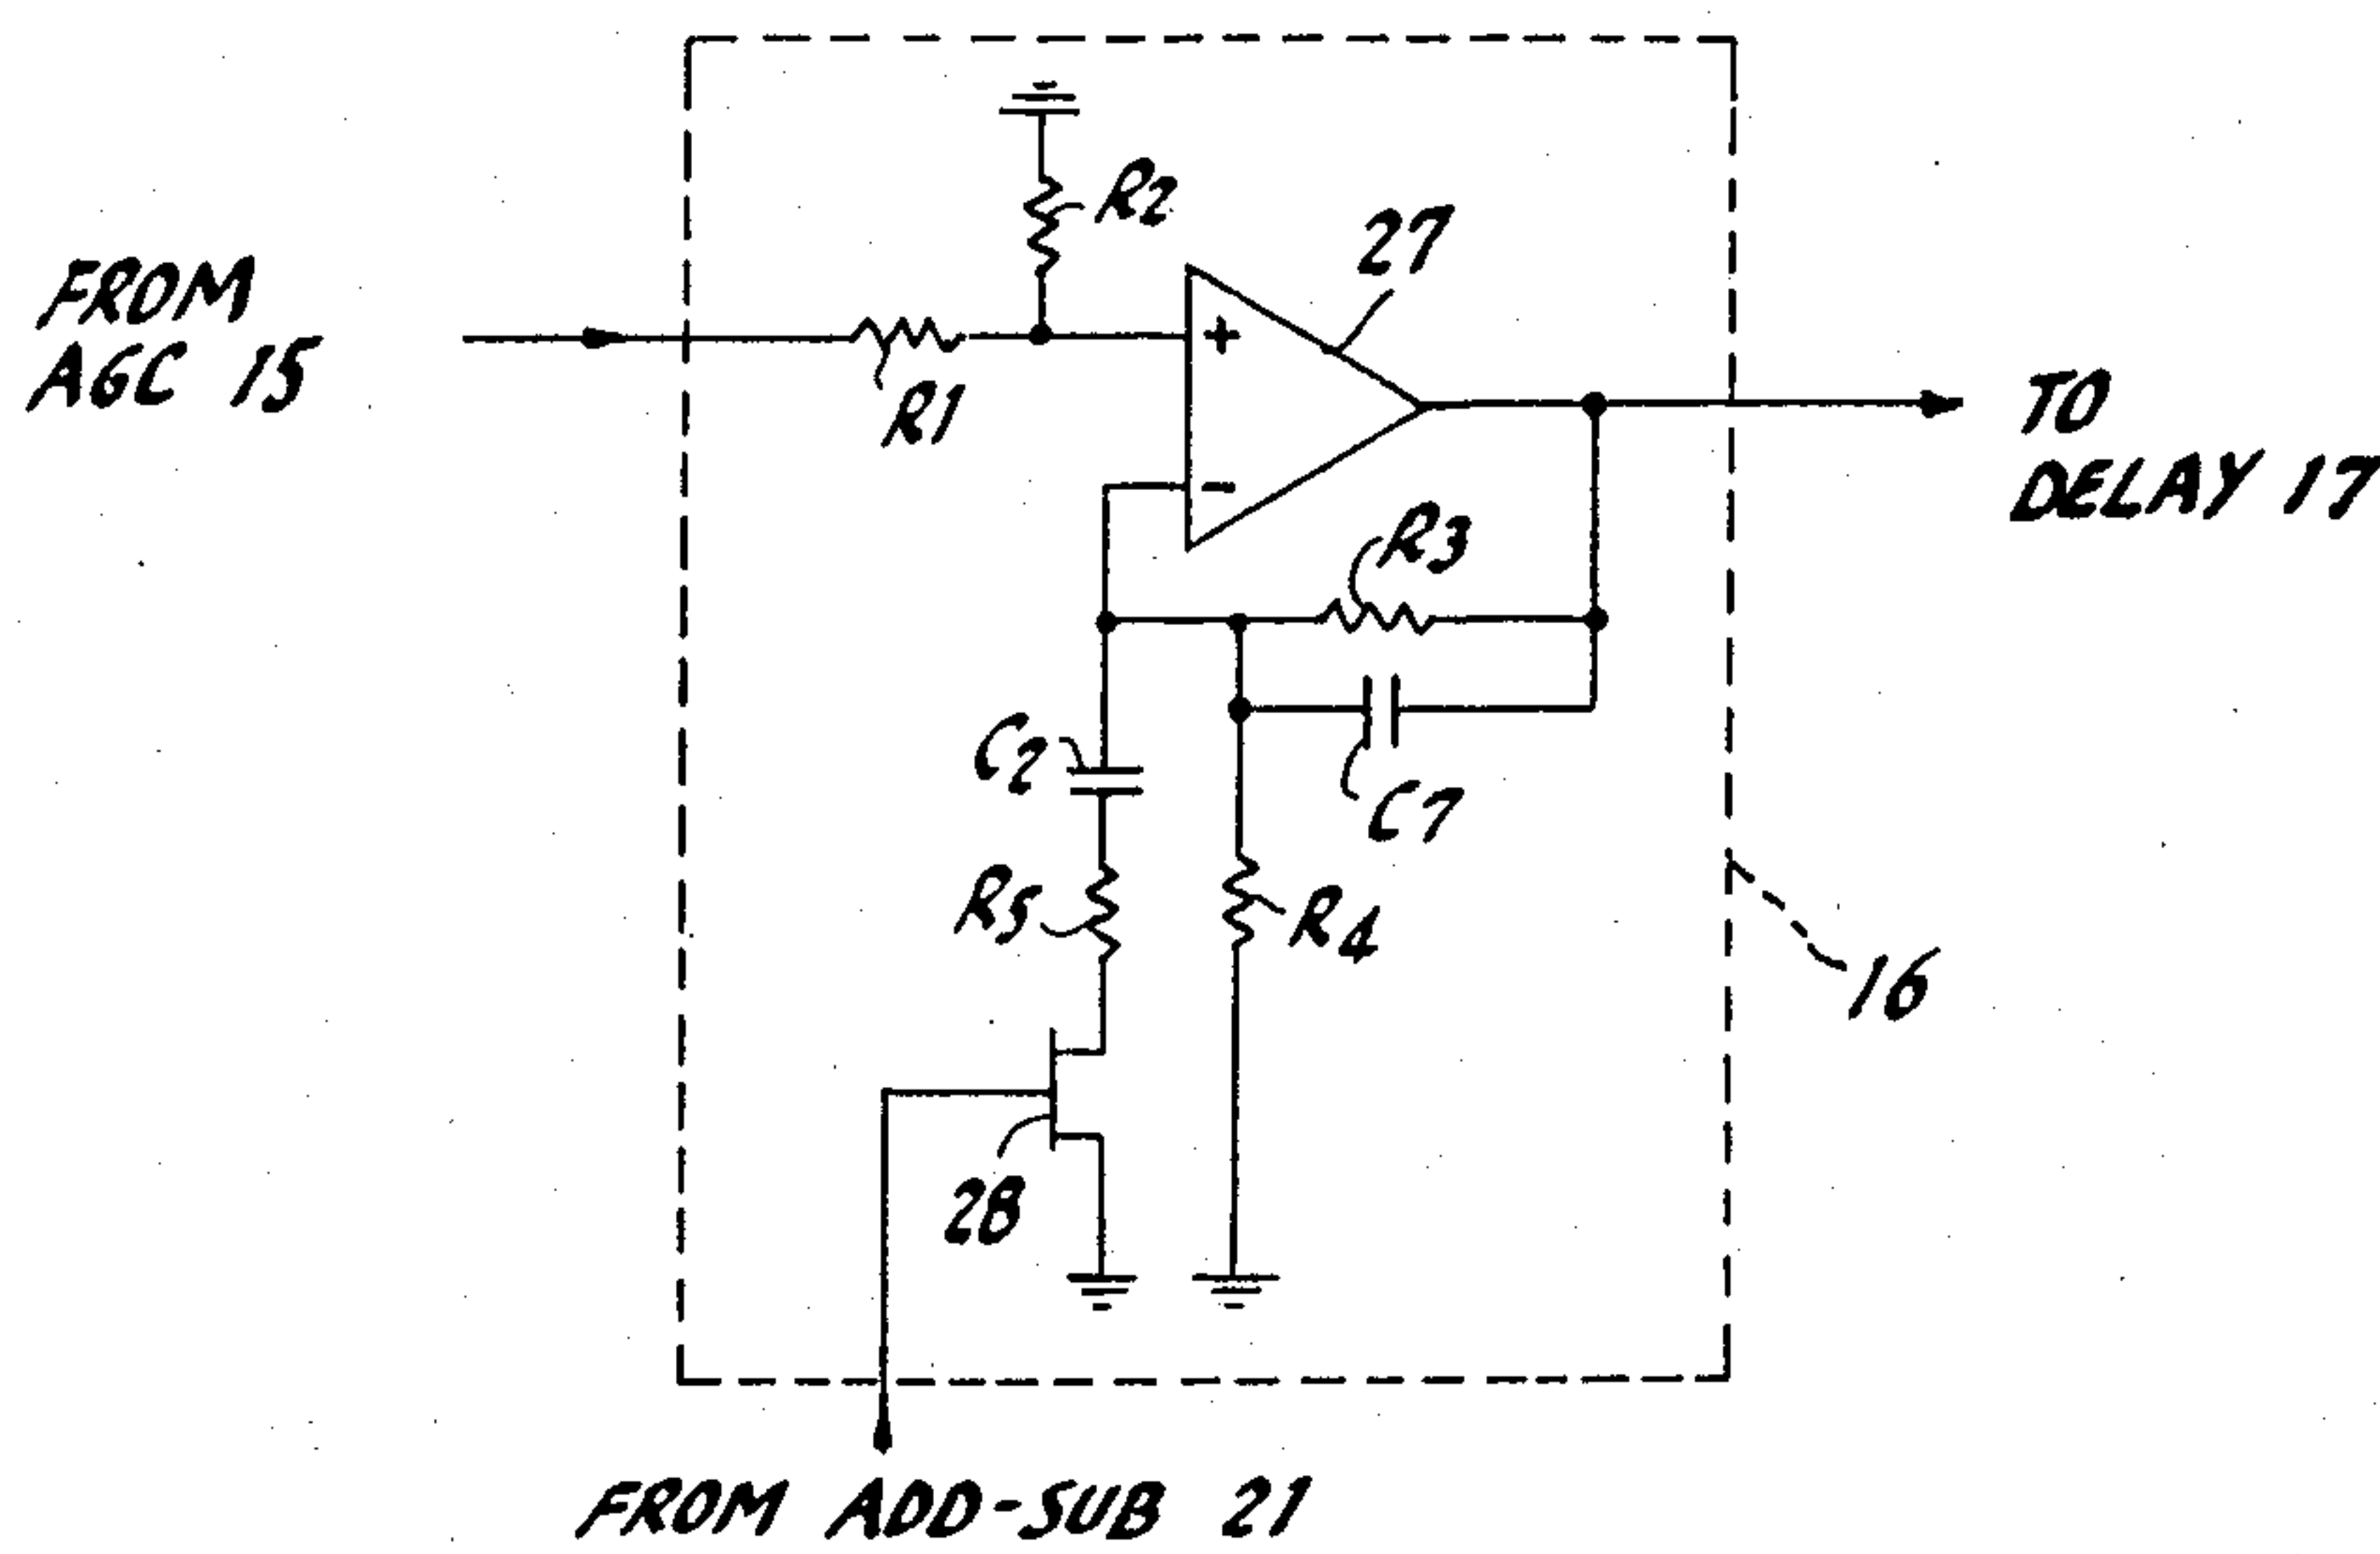 R2
27
FROM
AGC 15
+
R1
TO
DELAY 17
-
R3
C2
C7
R5
R4
16
28
FROM ADD-SUB 21